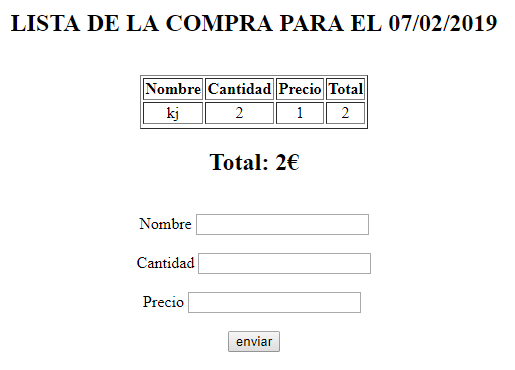 LISTA DE LA COMPRA PARA EL 07/02/2019
Nombre Cantidad Precio Total
kj 2 1 2
Total: 2€
Nombre
Cantidad
Precio
enviar